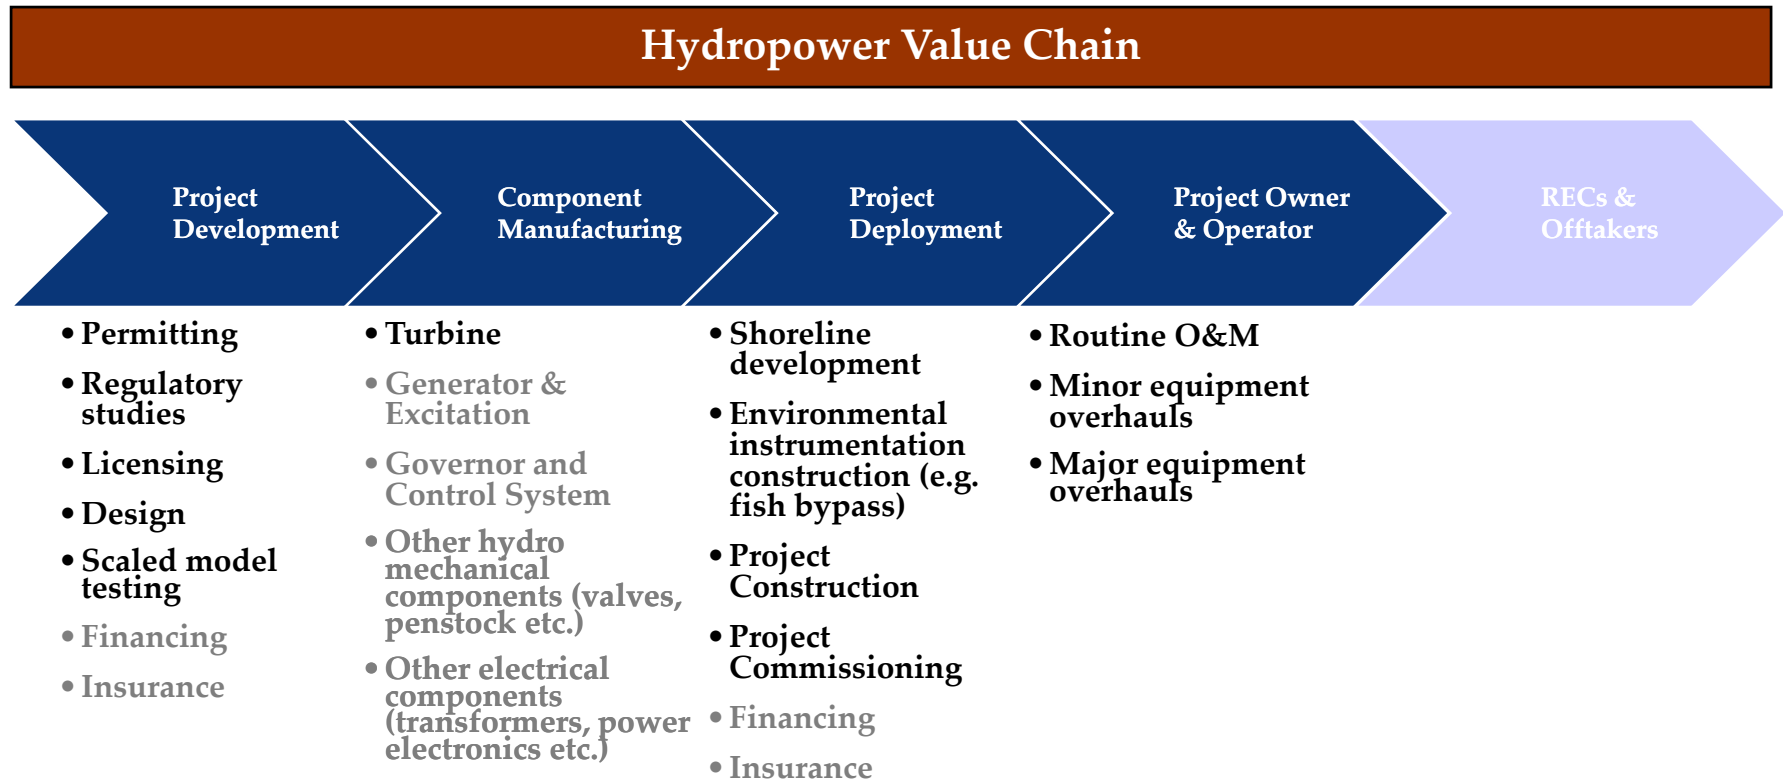 Hydropower Value Chain
Project
Development
Component
Manufacturing
Project
Deployment
Project Owner
& Operator
RECs &
Offtakers
• Permitting
• Regulatory
studies
• Licensing
• Design
• Scaled model
testing
• Financing
• Insurance
• Turbine
• Generator &
Excitation
• Governor and
Control System
• Other hydro
mechanical
components (valves,
penstock etc.)
• Other electrical
components
(transformers, power
electronics etc.)
• Shoreline
development
• Environmental
instrumentation
construction (e.g.
fish bypass)
• Project
Construction
• Project
Commissioning
• Financing
• Insurance
• Routine O&M
• Minor equipment
overhauls
• Major equipment
overhauls